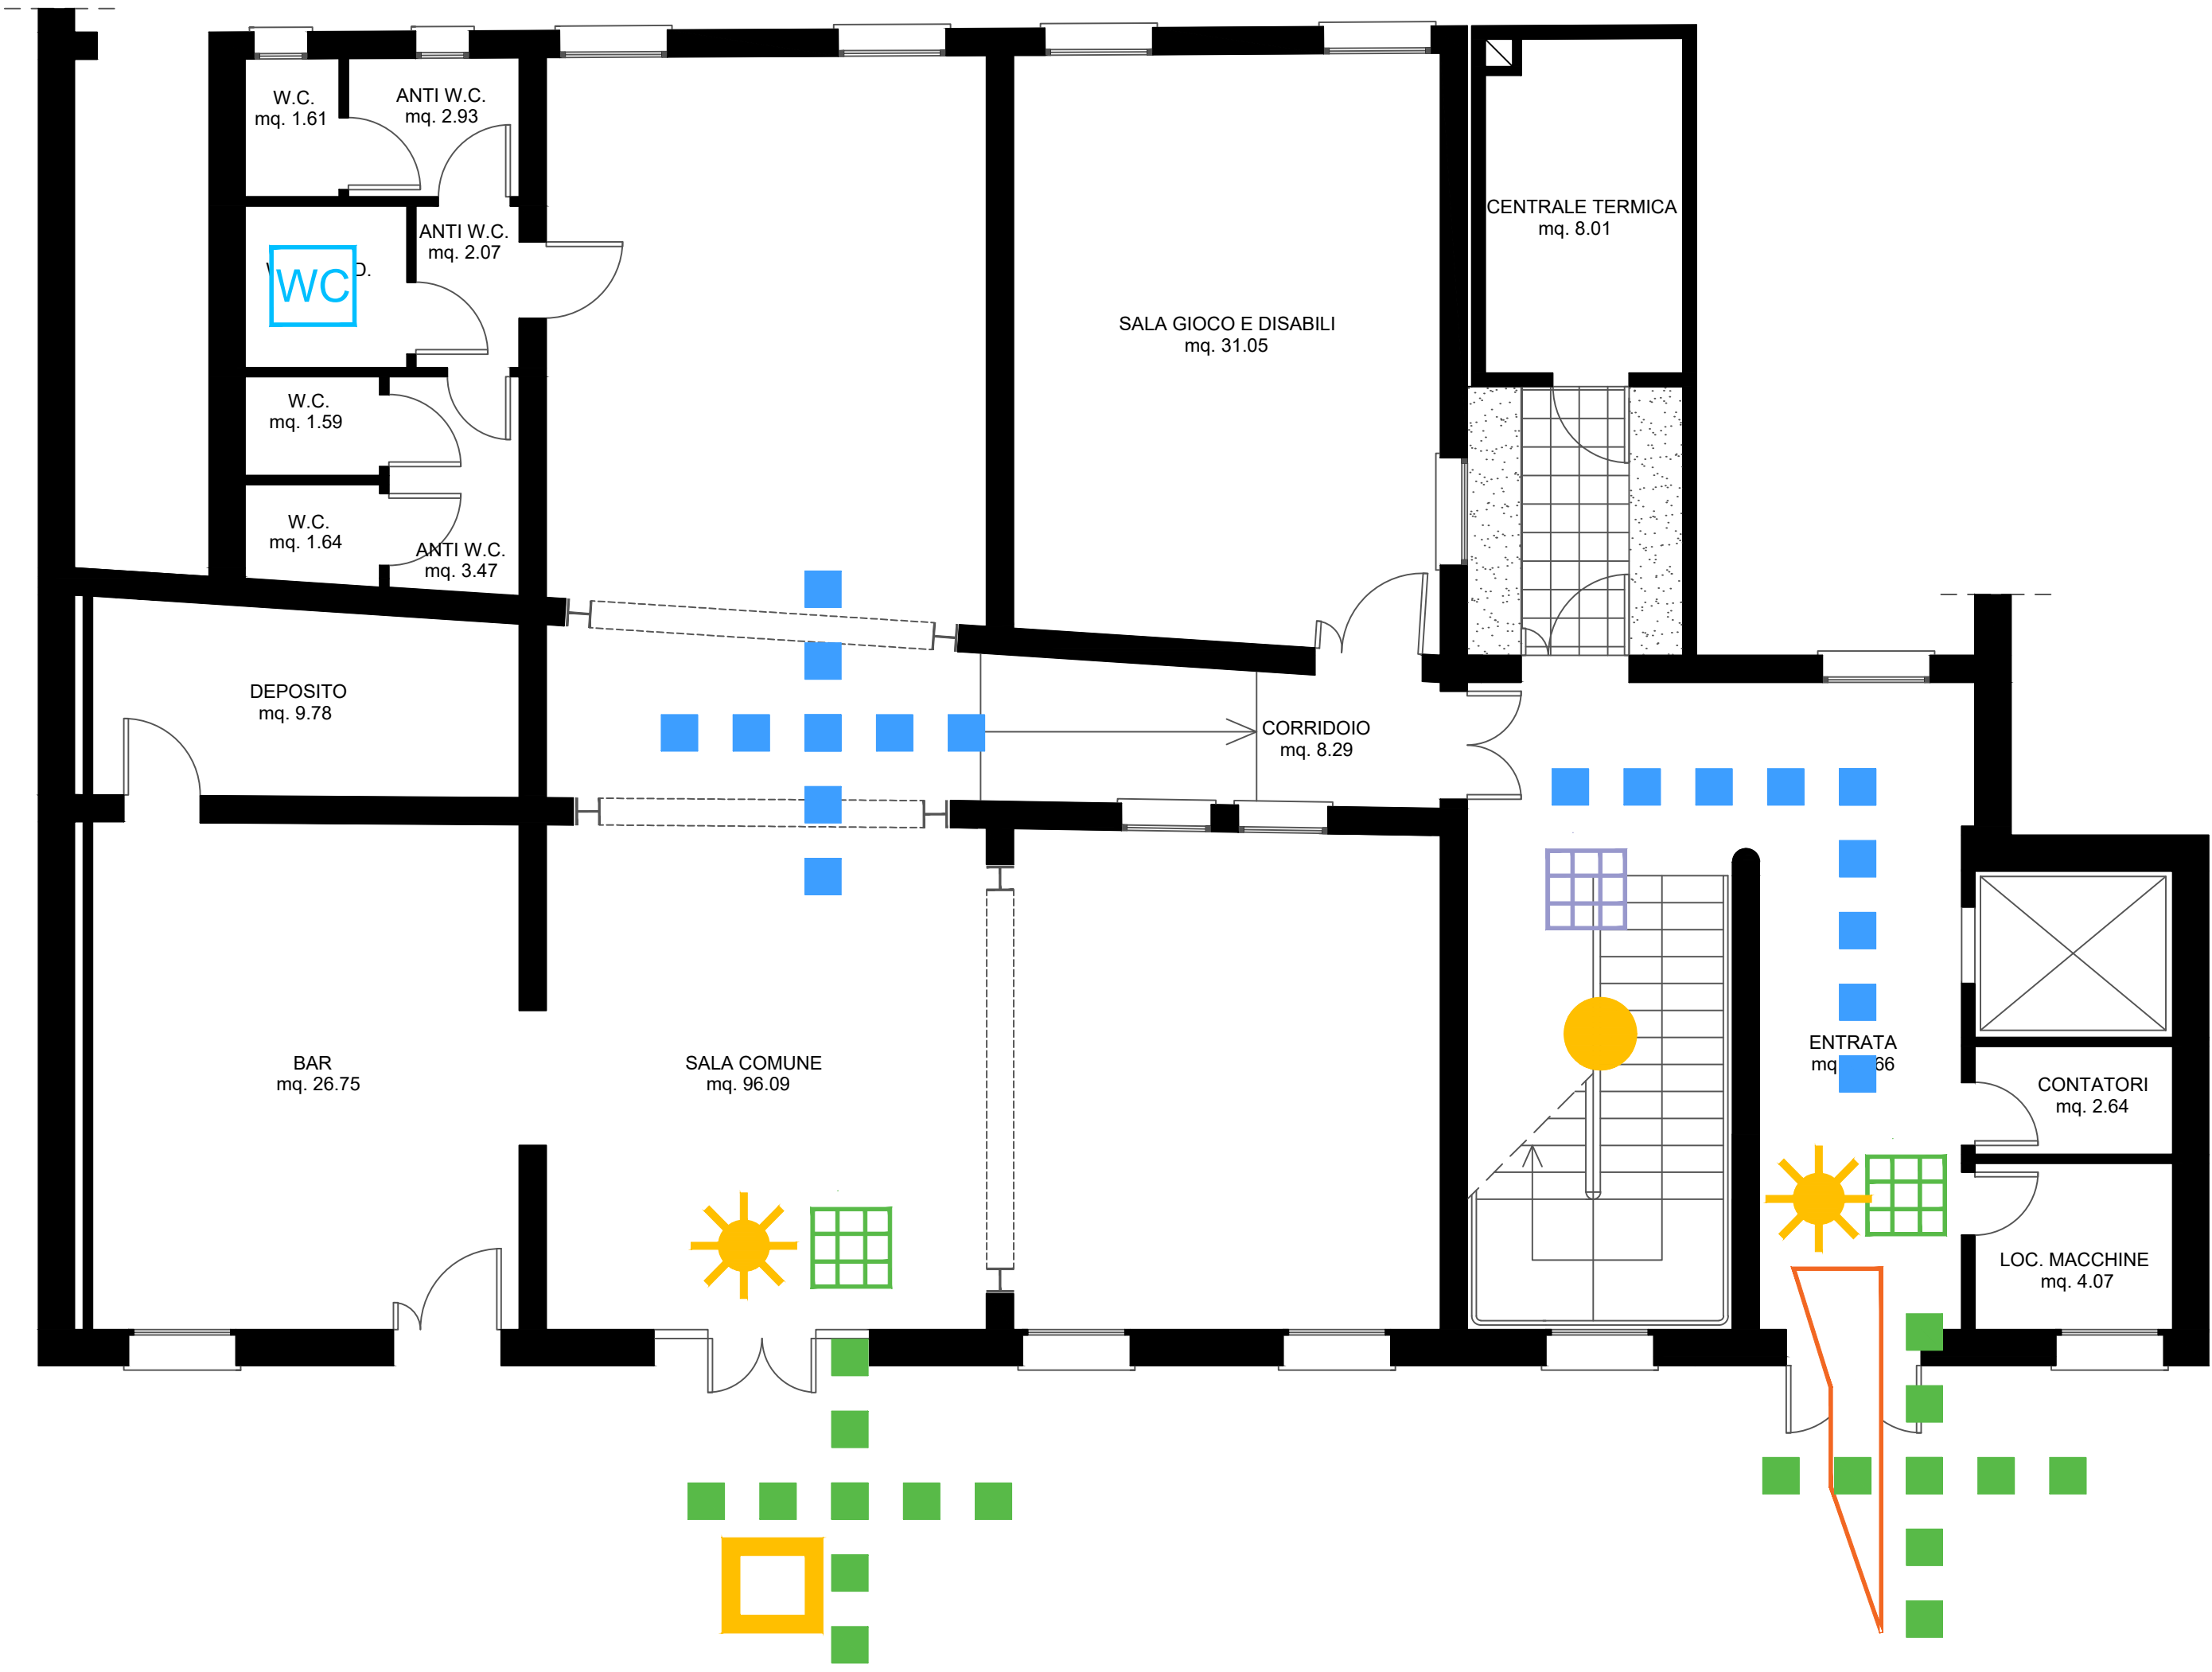 W.C.
mq. 1.61
ANTI W.C.
mq. 2.93
ANTI W.C.
mq. 2.07
WC
CENTRALE TERMICA
mq. 8.01
SALA GIOCO E DISABILI
mq. 31.05
W.C.
mq. 1.59
W.C.
mq. 1.64
ANTI W.C.
mq. 3.47
DEPOSITO
mq. 9.78
CORRIDOIO
mq. 8.29
BAR
mq. 26.75
SALA COMUNE
mq. 96.09
ENTRATA
mq.
CONTATORI
mq. 2.64
LOC. MACCHINE
mq. 4.07